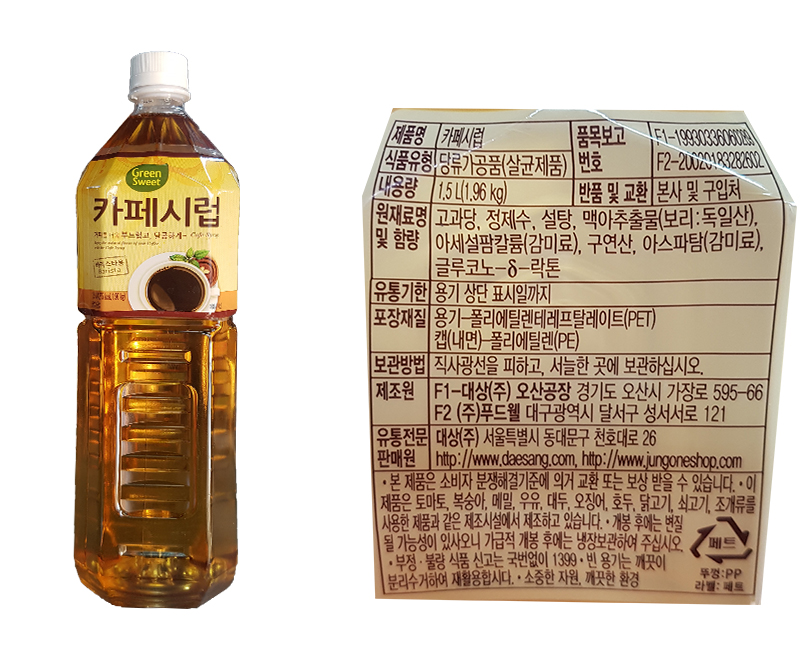 Green
Sweet
카페시럽
커피를 더욱 부드럽고, 달콤하게~ Cafe Syrup
제품명 카페시럽 품목보고 번호 F1-19930336060289
식품유형 당류가공품(살균제품) F2-20020183282602
내용량 1.5 L(1.96 kg) 반품 및 교환 본사 및 구입처
원재료명 및 함량 고과당, 정제수, 설탕, 맥아추출물(보리:독일산),
아세설팜칼륨(감미료), 구연산, 아스파탐(감미료),
글루코노-δ-락톤
유통기한 용기 상단 표시일까지
포장재질 용기-폴리에틸렌테레프탈레이트(PET)
캡(내면)-폴리에틸렌(PE)
보관방법 직사광선을 피하고, 서늘한 곳에 보관하십시오.
제조원 F1-대상(주) 오산공장 경기도 오산시 가장로 595-66
F2 (주)푸드웰 대구광역시 달서구 성서서로 121
유통전문 대상(주) 서울특별시 동대문구 천호대로 26
판매원 http://www.daesang.com, http://www.jungoneshop.com
• 본 제품은 소비자 분쟁해결기준에 의거 교환 또는 보상 받을 수 있습니다. • 이
제품은 토마토, 복숭아, 메밀, 우유, 대두, 오징어, 호두, 닭고기, 쇠고기, 조개류를
사용한 제품과 같은 제조시설에서 제조하고 있습니다. • 개봉 후에는 변질
될 가능성이 있사오니 가급적 개봉 후에는 냉장보관하여 주십시오.
• 부정 · 불량 식품 신고는 국번없이 1399 • 빈 용기는 깨끗이
분리수거하여 재활용합시다. • 소중한 자원, 깨끗한 환경
페트
뚜껑:PP
라벨: 페트